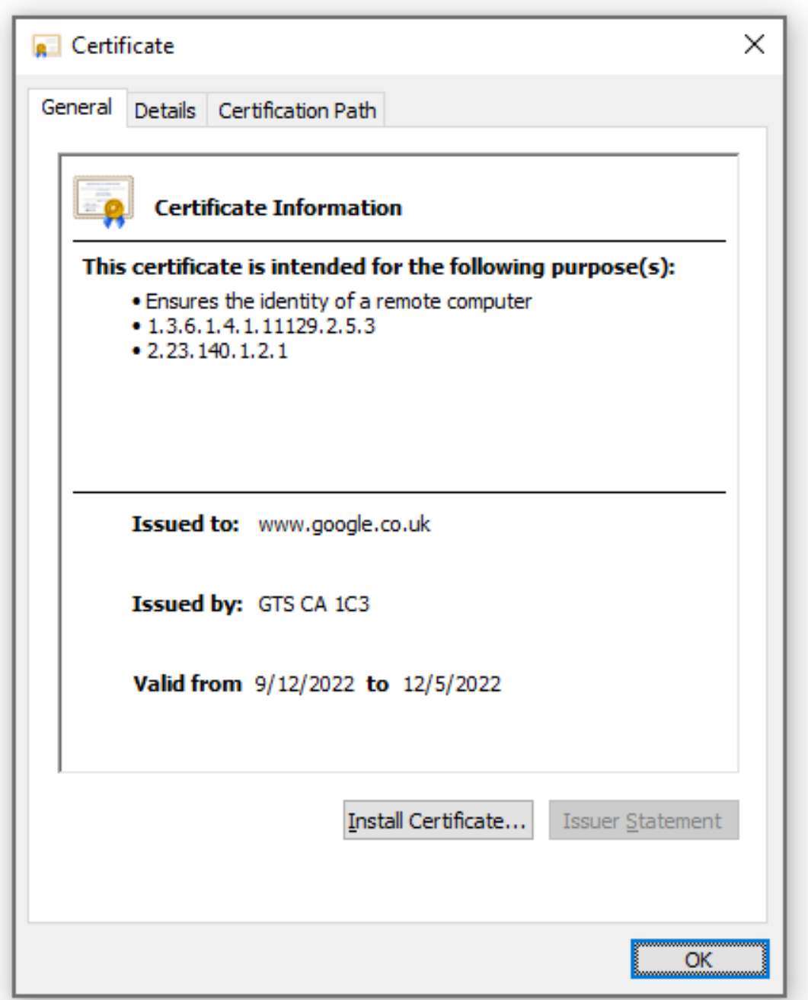 Certificate
General
Details
Certification Path
Certificate Information
This certificate is intended for the following purpose(s):
• Ensures the identity of a remote computer
• 1.3.6.1.4.1.11129.2.5.3
• 2.23.140.1.2.1
Issued to: www.google.co.uk
Issued by: GTS CA 1C3
Valid from 9/12/2022 to 12/5/2022
Install Certificate...
Issuer Statement
OK